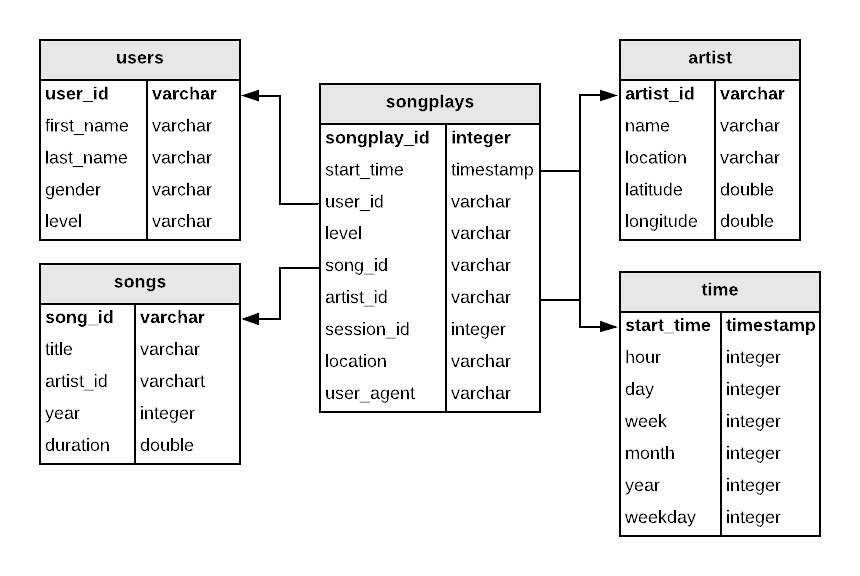 users
user_id varchar
first_name varchar
last_name varchar
gender varchar
level varchar
songs
song_id varchar
title varchar
artist_id varchart
year integer
duration double
songplays
songplay_id integer
start_time timestamp
user_id varchar
level varchar
song_id varchar
artist_id varchar
session_id integer
location varchar
user_agent varchar
artist
artist_id varchar
name varchar
location varchar
latitude double
longitude double
time
start_time timestamp
hour integer
day integer
week integer
month integer
year integer
weekday integer